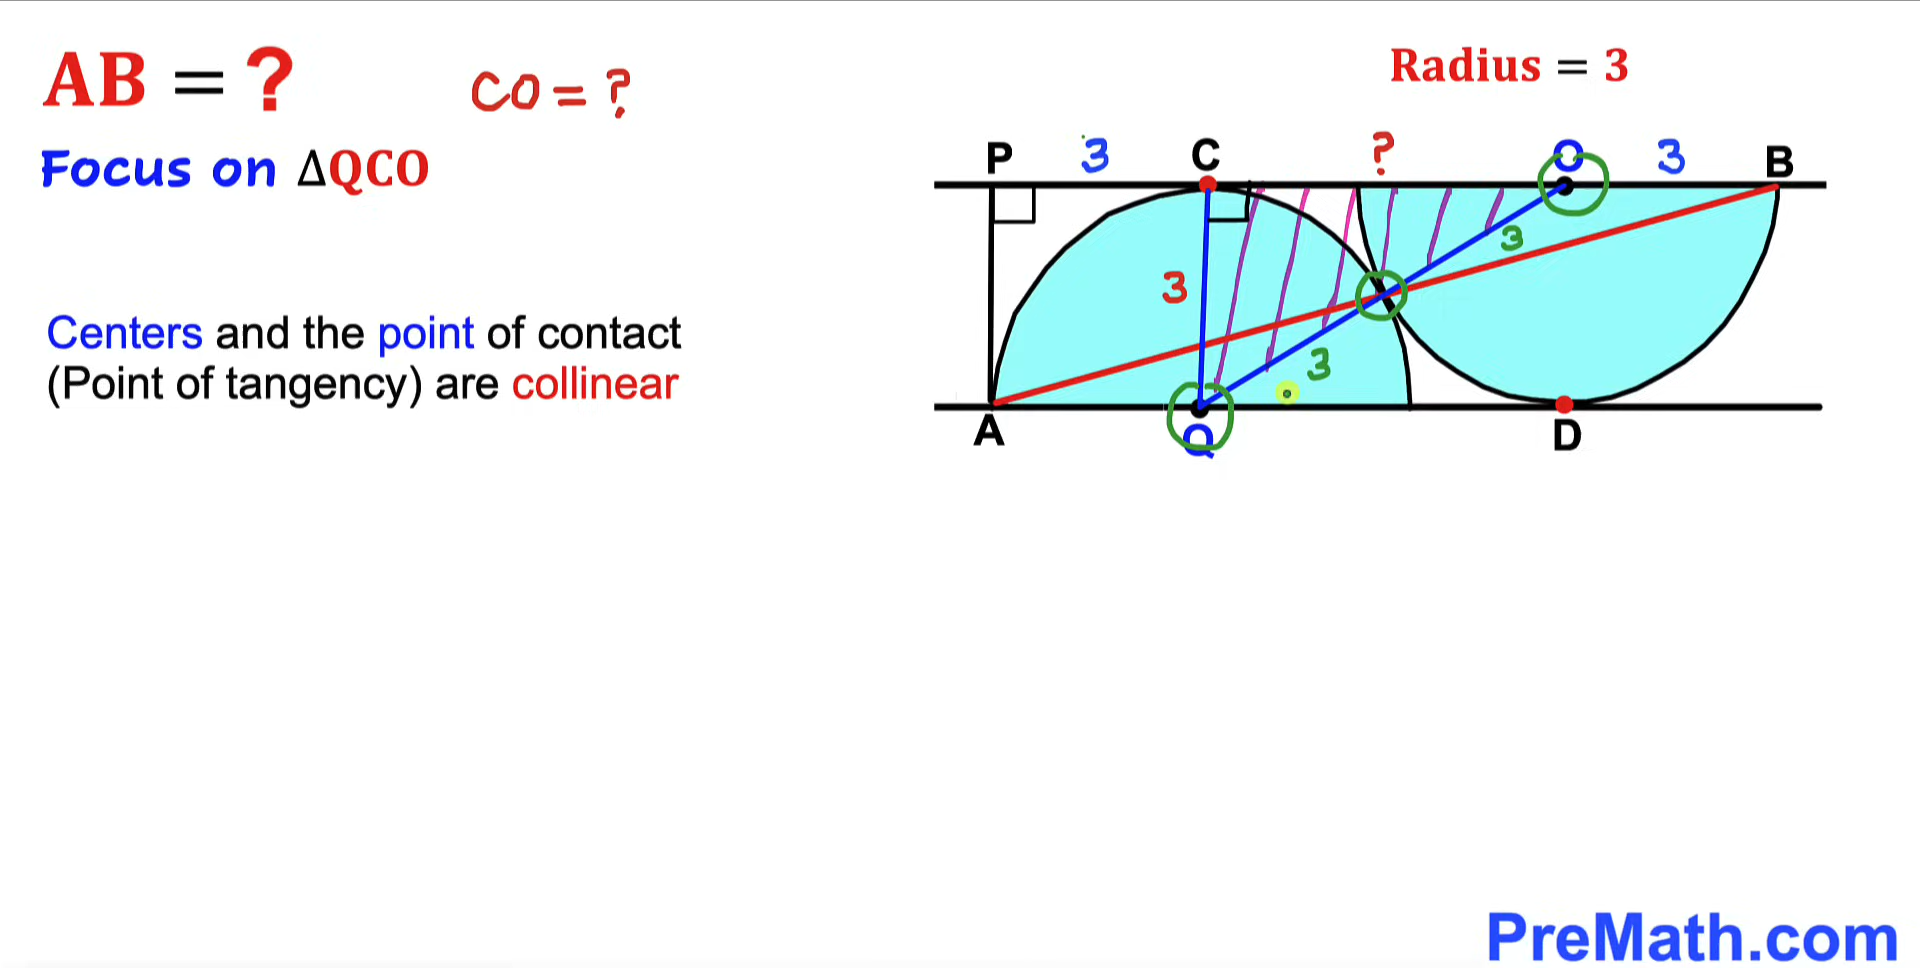 AB = ?
CO = ?
Radius = 3
Focus on ΔQCO
P 3 C ? O 3 B
3
3
3
A Q D
Centers and the point of contact
(Point of tangency) are collinear
PreMath.com